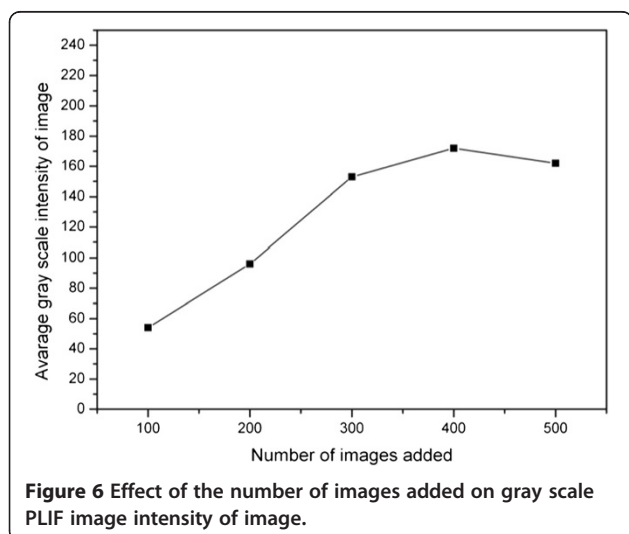 240
220
200
180
160
140
120
100
80
60
40
20
0
Avarage gray scale intensity of image
100 200 300 400 500
Number of images added
Figure 6 Effect of the number of images added on gray scale
PLIF image intensity of image.